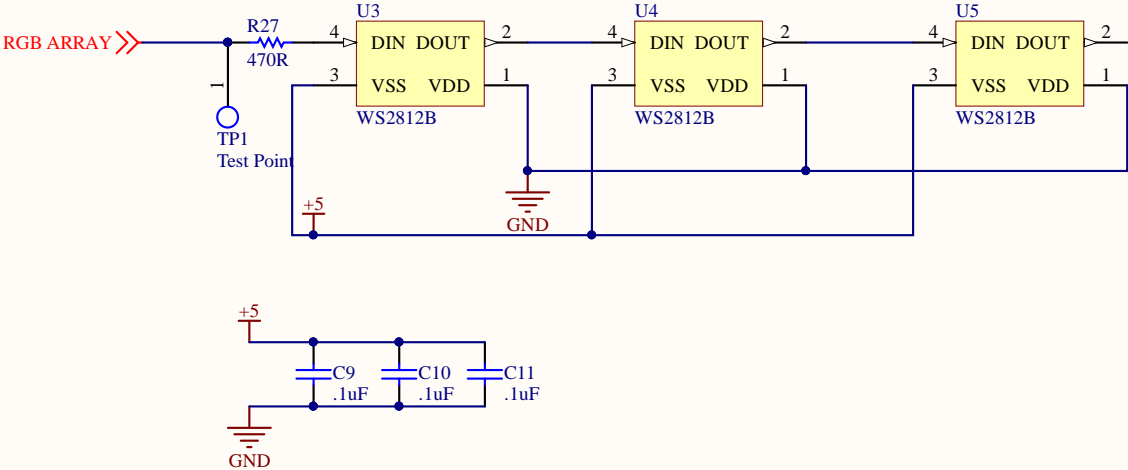 RGB ARRAY
R27
470R
1
TP1
Test Point
U3
4 DIN DOUT 2
3 VSS VDD 1
WS2812B
U4
4 DIN DOUT 2
3 VSS VDD 1
WS2812B
U5
4 DIN DOUT 2
3 VSS VDD 1
WS2812B
+5
GND
+5
C9
.1uF
C10
.1uF
C11
.1uF
GND